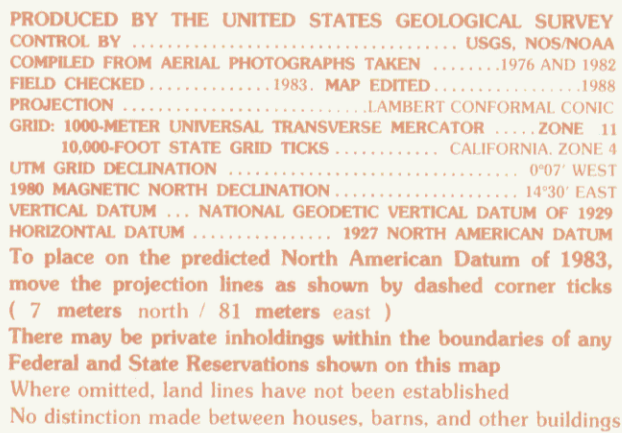 PRODUCED BY THE UNITED STATES GEOLOGICAL SURVEY
CONTROL BY ........................................... USGS, NOS/NOAA
COMPILED FROM AERIAL PHOTOGRAPHS TAKEN ........1976 AND 1982
FIELD CHECKED ..............1983. MAP EDITED.................1988
PROJECTION ............................LAMBERT CONFORMAL CONIC
GRID: 1000-METER UNIVERSAL TRANSVERSE MERCATOR .....ZONE 11
10,000-FOOT STATE GRID TICKS ............ CALIFORNIA. ZONE 4
UTM GRID DECLINATION ................................... 0°07′ WEST
1980 MAGNETIC NORTH DECLINATION ..................... 14°30′ EAST
VERTICAL DATUM ... NATIONAL GEODETIC VERTICAL DATUM OF 1929
HORIZONTAL DATUM ................ 1927 NORTH AMERICAN DATUM
To place on the predicted North American Datum of 1983,
move the projection lines as shown by dashed corner ticks
( 7 meters north / 81 meters east )
There may be private inholdings within the boundaries of any
Federal and State Reservations shown on this map
Where omitted, land lines have not been established
No distinction made between houses, barns, and other buildings